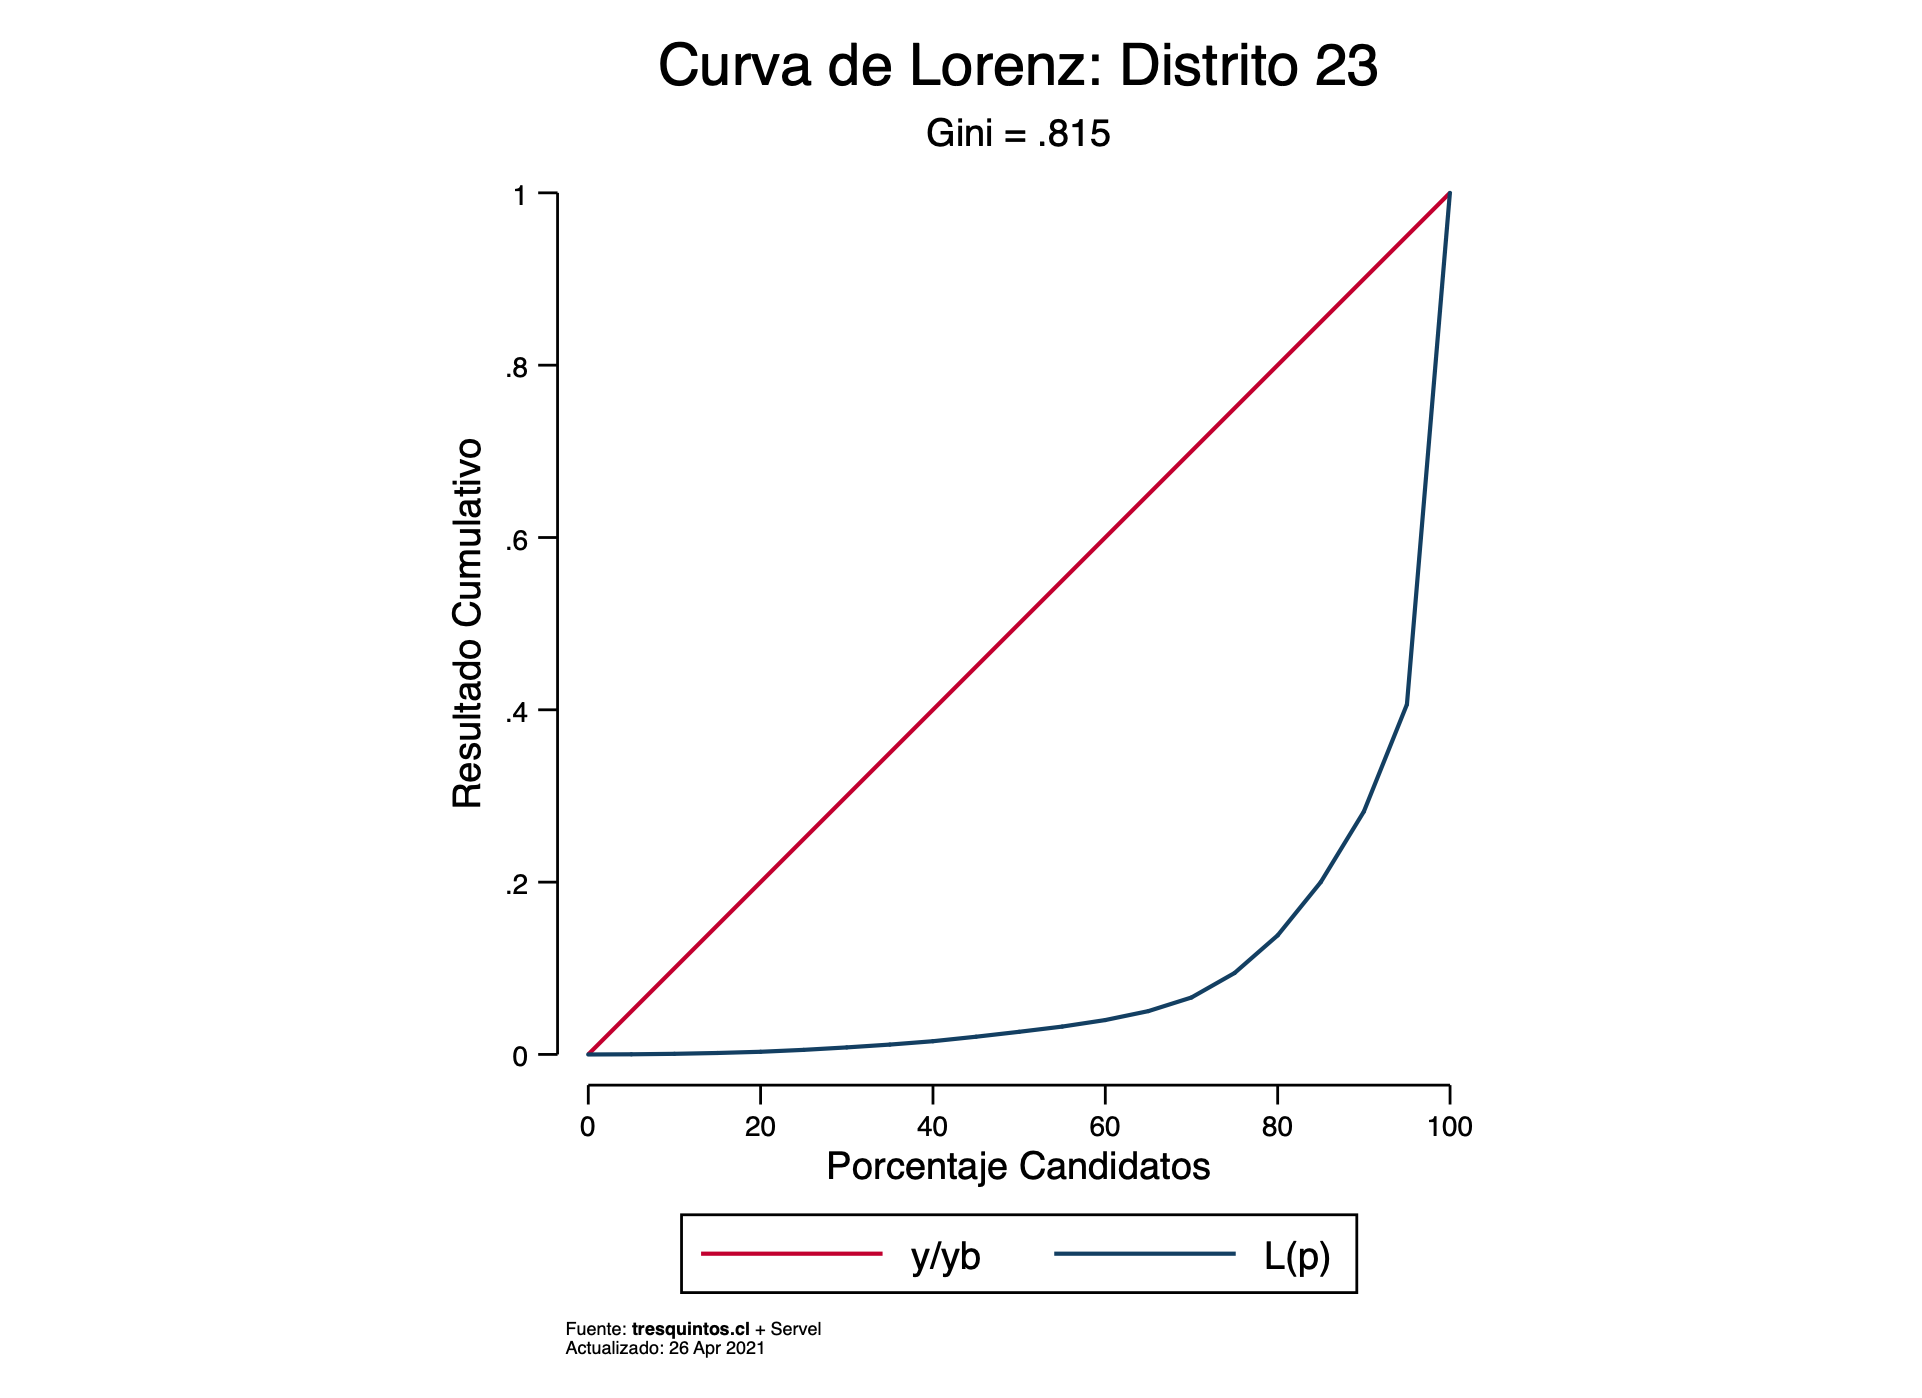 Curva de Lorenz: Distrito 23
Gini = .815
1
.8
.6
.4
.2
0
Resultado Cumulativo
0 20 40 60 80 100
Porcentaje Candidatos
y/yb L(p)
Fuente: tresquintos.cl + Servel
Actualizado: 26 Apr 2021